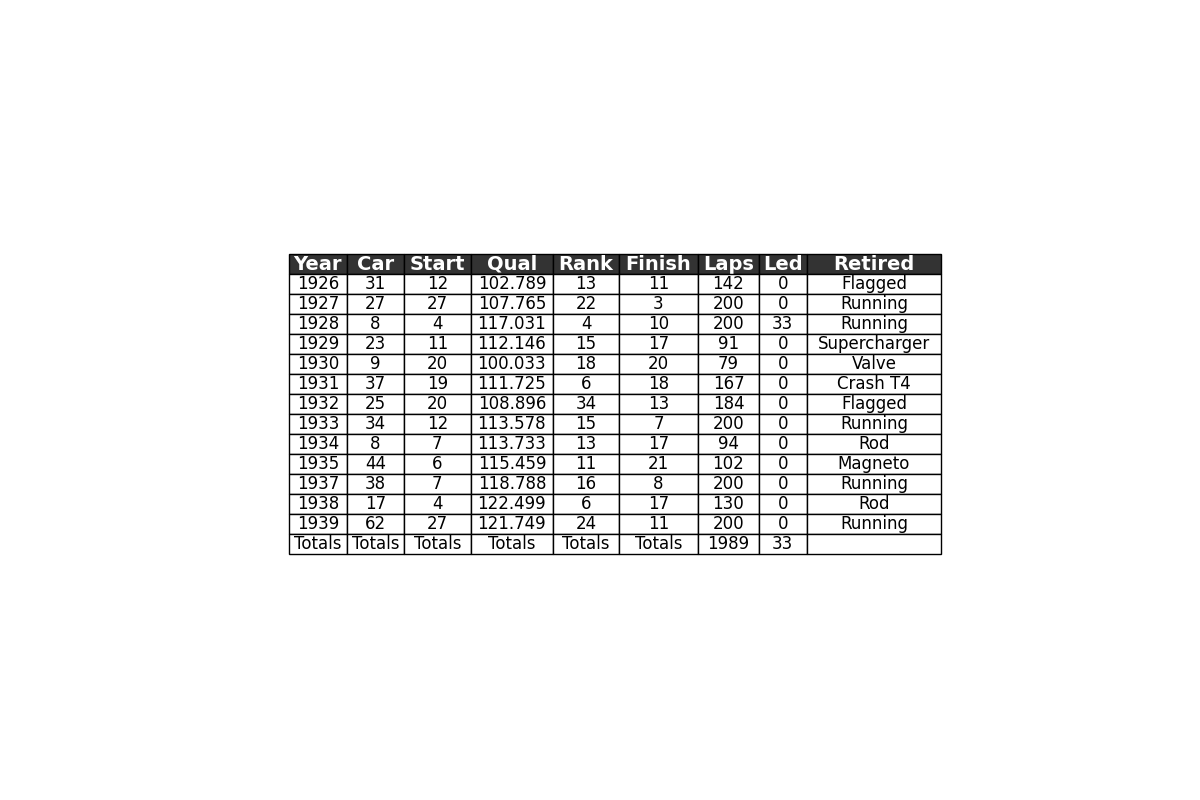 Year Car Start Qual Rank Finish Laps Led Retired
1926 31 12 102.789 13 11 142 0 Flagged
1927 27 27 107.765 22 3 200 0 Running
1928 8 4 117.031 4 10 200 33 Running
1929 23 11 112.146 15 17 91 0 Supercharger
1930 9 20 100.033 18 20 79 0 Valve
1931 37 19 111.725 6 18 167 0 Crash T4
1932 25 20 108.896 34 13 184 0 Flagged
1933 34 12 113.578 15 7 200 0 Running
1934 8 7 113.733 13 17 94 0 Rod
1935 44 6 115.459 11 21 102 0 Magneto
1937 38 7 118.788 16 8 200 0 Running
1938 17 4 122.499 6 17 130 0 Rod
1939 62 27 121.749 24 11 200 0 Running
Totals Totals Totals Totals Totals Totals 1989 33